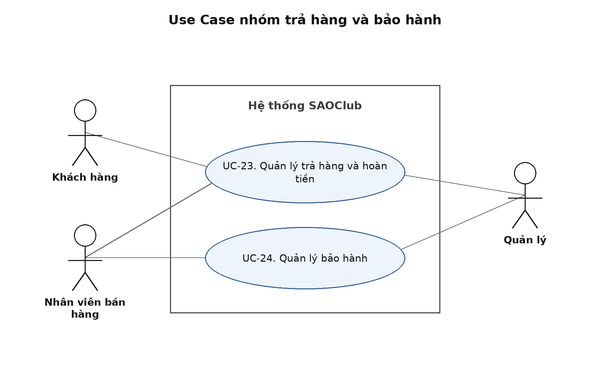 Use Case nhóm trả hàng và bảo hành
Hệ thống SAOClub
UC-23. Quản lý trả hàng và hoàn
tiền
Khách hàng
Quản lý
UC-24. Quản lý bảo hành
Nhân viên bán
hàng